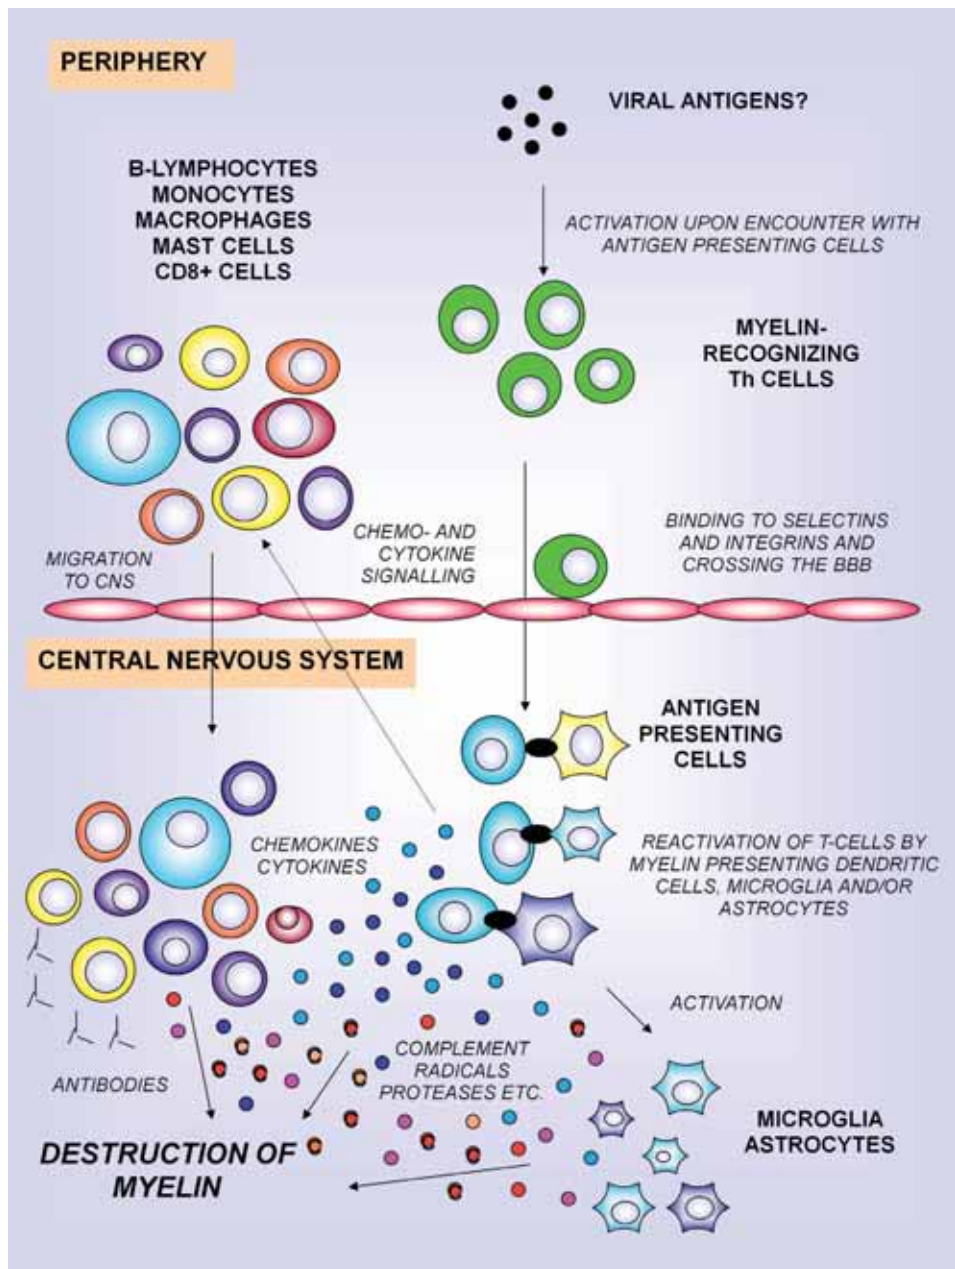 PERIPHERY
VIRAL ANTIGENS?
B-LYMPHOCYTES
MONOCYTES
MACROPHAGES
MAST CELLS
CD8+ CELLS
ACTIVATION UPON ENCOUNTER WITH
ANTIGEN PRESENTING CELLS
MYELIN-
RECOGNIZING
Th CELLS
MIGRATION
TO CNS
CHEMO- AND
CYTOKINE
SIGNALLING
BINDING TO SELECTINS
AND INTEGRINS AND
CROSSING THE BBB
CENTRAL NERVOUS SYSTEM
ANTIGEN
PRESENTING
CELLS
CHEMOKINES
CYTOKINES
REACTIVATION OF T-CELLS BY
MYELIN PRESENTING DENDRITIC
CELLS, MICROGLIA AND/OR
ASTROCYTES
ACTIVATION
ANTIBODIES
COMPLEMENT
RADICALS
PROTEASES ETC.
MICROGLIA
ASTROCYTES
DESTRUCTION OF
MYELIN